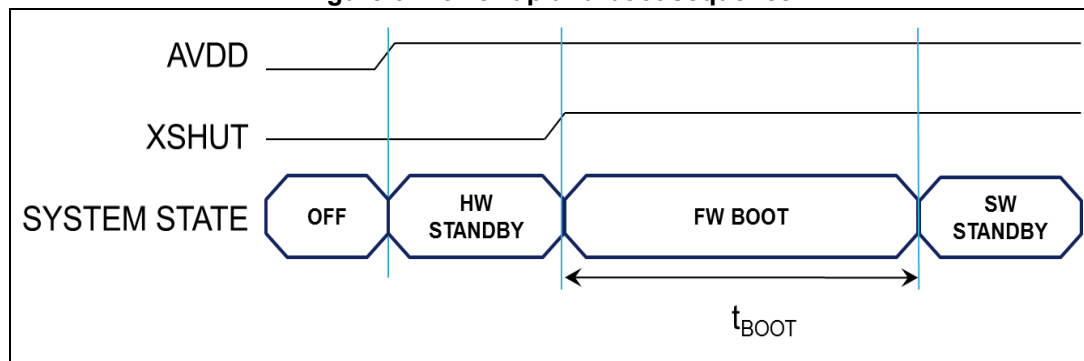 AVDD
XSHUT
SYSTEM STATE
OFF
HW
STANDBY
FW BOOT
SW
STANDBY
tBOOT